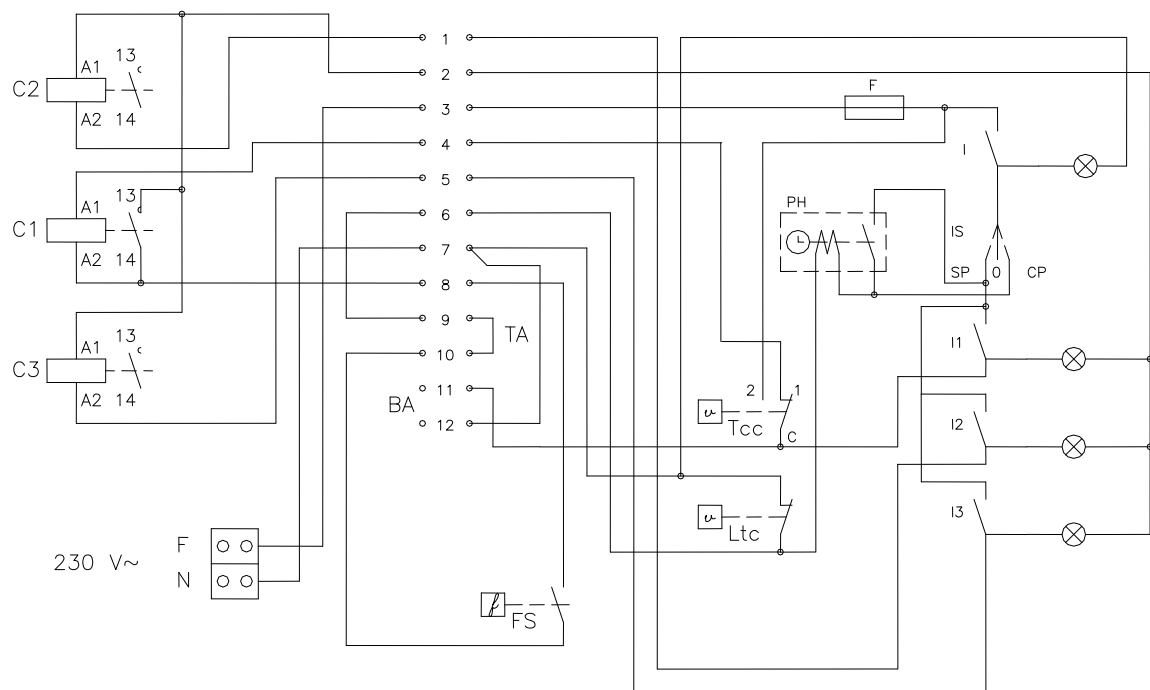 C2
A1
13
A2
14
C1
A1
13
A2
14
C3
A1
13
A2
14
230 V~
F
N
1
2
3
4
5
6
7
8
9
10
11
12
TA
BA
FS
F
I
PH
IS
SP
0
CP
I1
2
1
Tcc
C
I2
Ltc
I3